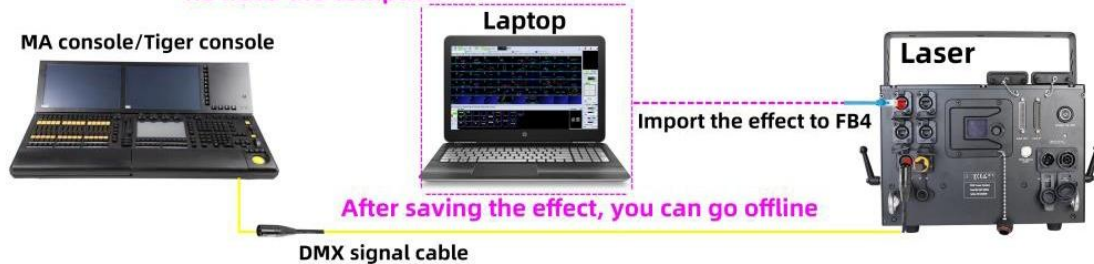 Laptop
MA console/Tiger console
Laser
Import the effect to FB4
After saving the effect, you can go offline
DMX signal cable